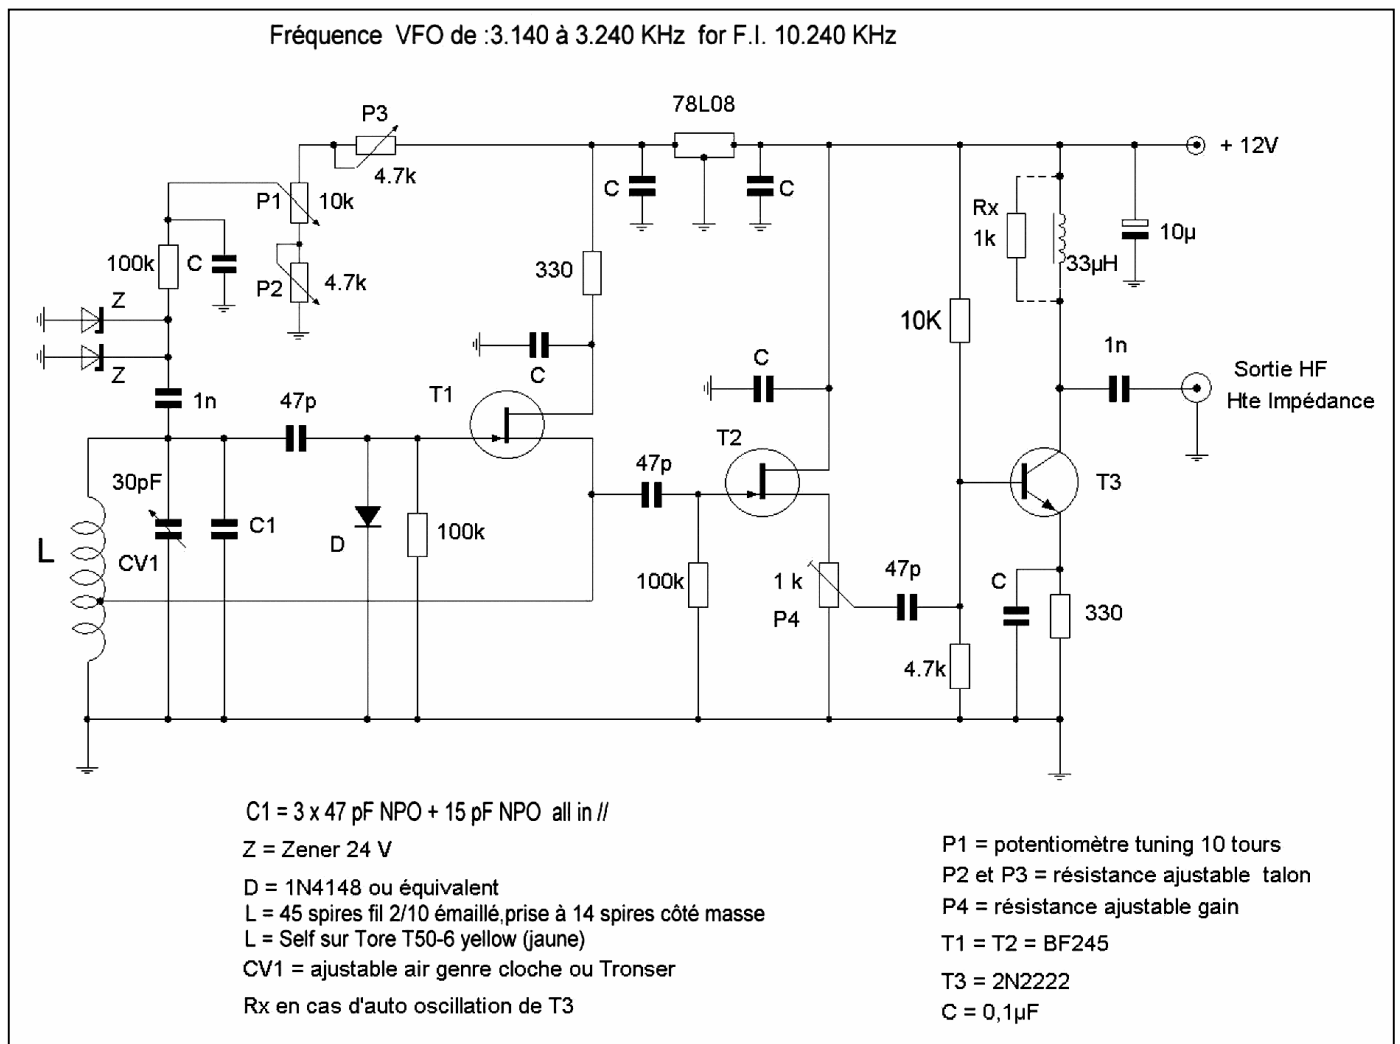 Fréquence VFO de :3.140 à 3.240 KHz for F.I. 10.240 KHz
P3
4.7k
78L08
+ 12V
C
C
P1
10k
100k
C
P2
4.7k
330
Rx
1k
33µH
10µ
Z
Z
10K
C
C
1n
1n
Sortie HF
Hte Impédance
47p
T1
T2
47p
T3
30pF
C1
L
CV1
D
100k
100k
1 k
P4
47p
C
330
4.7k
C1 = 3 x 47 pF NPO + 15 pF NPO all in //
Z = Zener 24 V
D = 1N4148 ou équivalent
L = 45 spires fil 2/10 émaillé,prise à 14 spires côté masse
L = Self sur Tore T50-6 yellow (jaune)
CV1 = ajustable air genre cloche ou Tronser
Rx en cas d'auto oscillation de T3
P1 = potentiomètre tuning 10 tours
P2 et P3 = résistance ajustable talon
P4 = résistance ajustable gain
T1 = T2 = BF245
T3 = 2N2222
C = 0,1µF